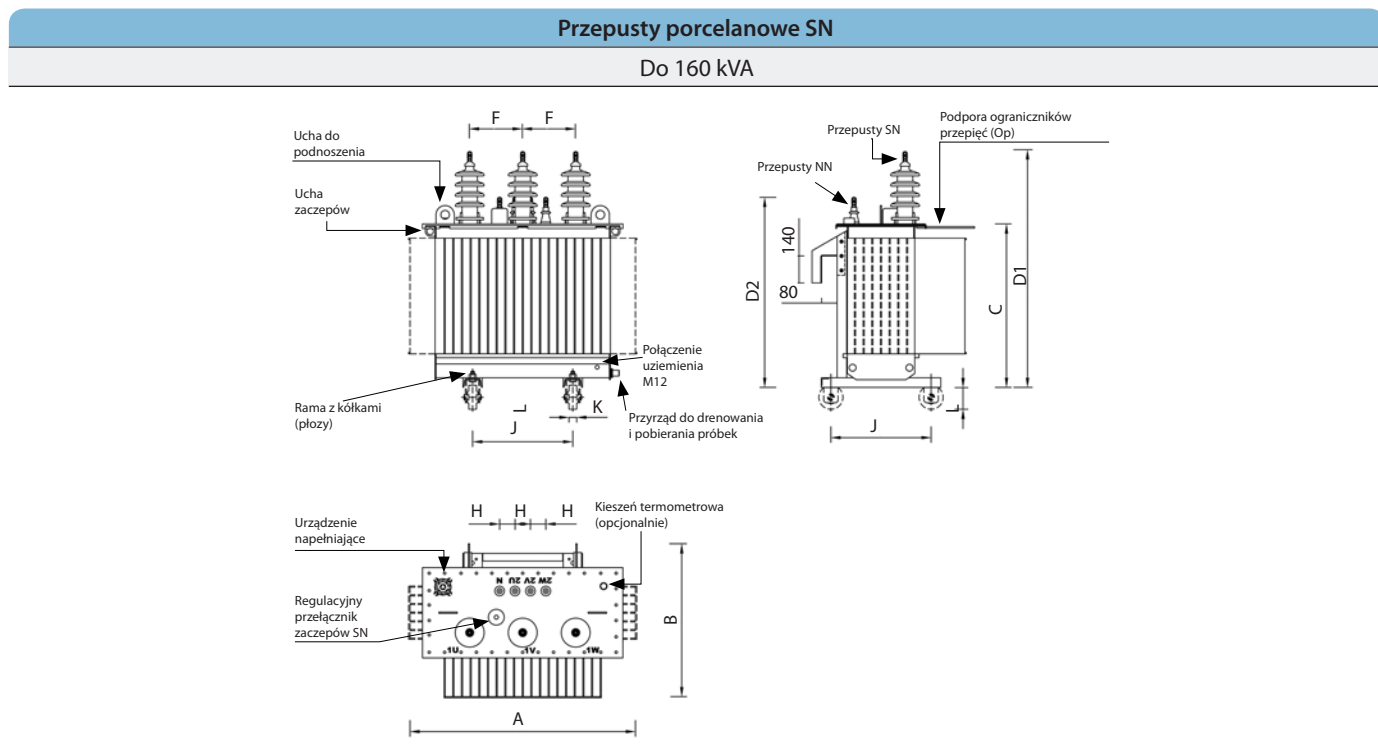 Przepusty porcelanowe SN
Do 160 kVA
F F
Ucha do
podnoszenia
Ucha
zaczepów
Połączenie
uziemienia
M12
Rama z kółkami
(płozy)
L
K
J
Przyrząd do drenowania
i pobierania próbek
Przepusty SN
Podpora ograniczników
przepięć (Op)
Przepusty NN
140
80
D2
C
D1
L
J
H H H
Kieszeń termometrowa
(opcjonalnie)
Urządzenie
napełniające
N 2U 2V 2W
Regulacyjny
przełącznik
zaczepów SN
1U 1V 1W
B
A